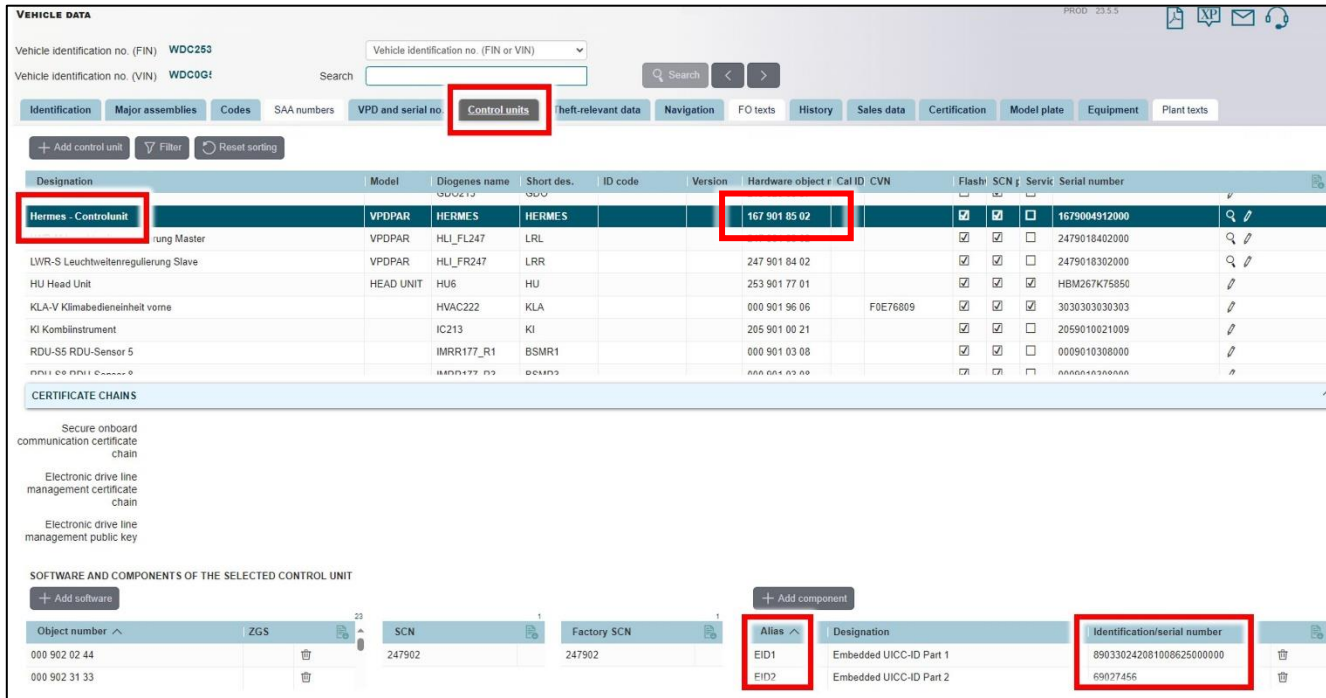 VEHICLE DATA
PROD 23.5.5
XP
Vehicle identification no. (FIN) WDC253
Vehicle identification no. (FIN or VIN)
Vehicle identification no. (VIN)
Search
Search
Identification Major assemblies Codes SAA numbers VPD and serial no. Control units Theft-relevant data Navigation FO texts History Sales data Certification Model plate Equipment Plant texts
+ Add control unit Filter Reset sorting
Designation Model Diogenes name Short des. ID code Version Hardware object r Cal ID CVN Flash SCN Servic Serial number
Hermes - Controlunit VPDPAR HERMES HERMES 167 901 85 02 1679004912000
rung Master VPDPAR HLI_FL247 LRL 2479018402000
LWR-S Leuchtweitenregulierung Slave VPDPAR HLI_FR247 LRR 247 901 84 02 2479018302000
HU Head Unit HEAD UNIT HU6 HU 253 901 77 01 HBM267K75850
KLA-V Klimabedieneinheit vorne HVAC222 KLA 000 901 96 06 F0E76809 3030303030303
KI Kombiinstrument IC213 KI 205 901 00 21 2059010021009
RDU-S5 RDU-Sensor 5 IMRR177_R1 BSMR1 000 901 03 08 0009010308000
CERTIFICATE CHAINS
Secure onboard
communication certificate
chain
Electronic drive line
management certificate
chain
Electronic drive line
management public key
SOFTWARE AND COMPONENTS OF THE SELECTED CONTROL UNIT
+ Add software + Add component
23 1 1
Object number ZGS SCN Factory SCN Alias Designation Identification/serial number
000 902 02 44 247902 247902 EID1 Embedded UICC-ID Part 1 890330242081008625000000
000 902 31 33 EID2 Embedded UICC-ID Part 2 69027456